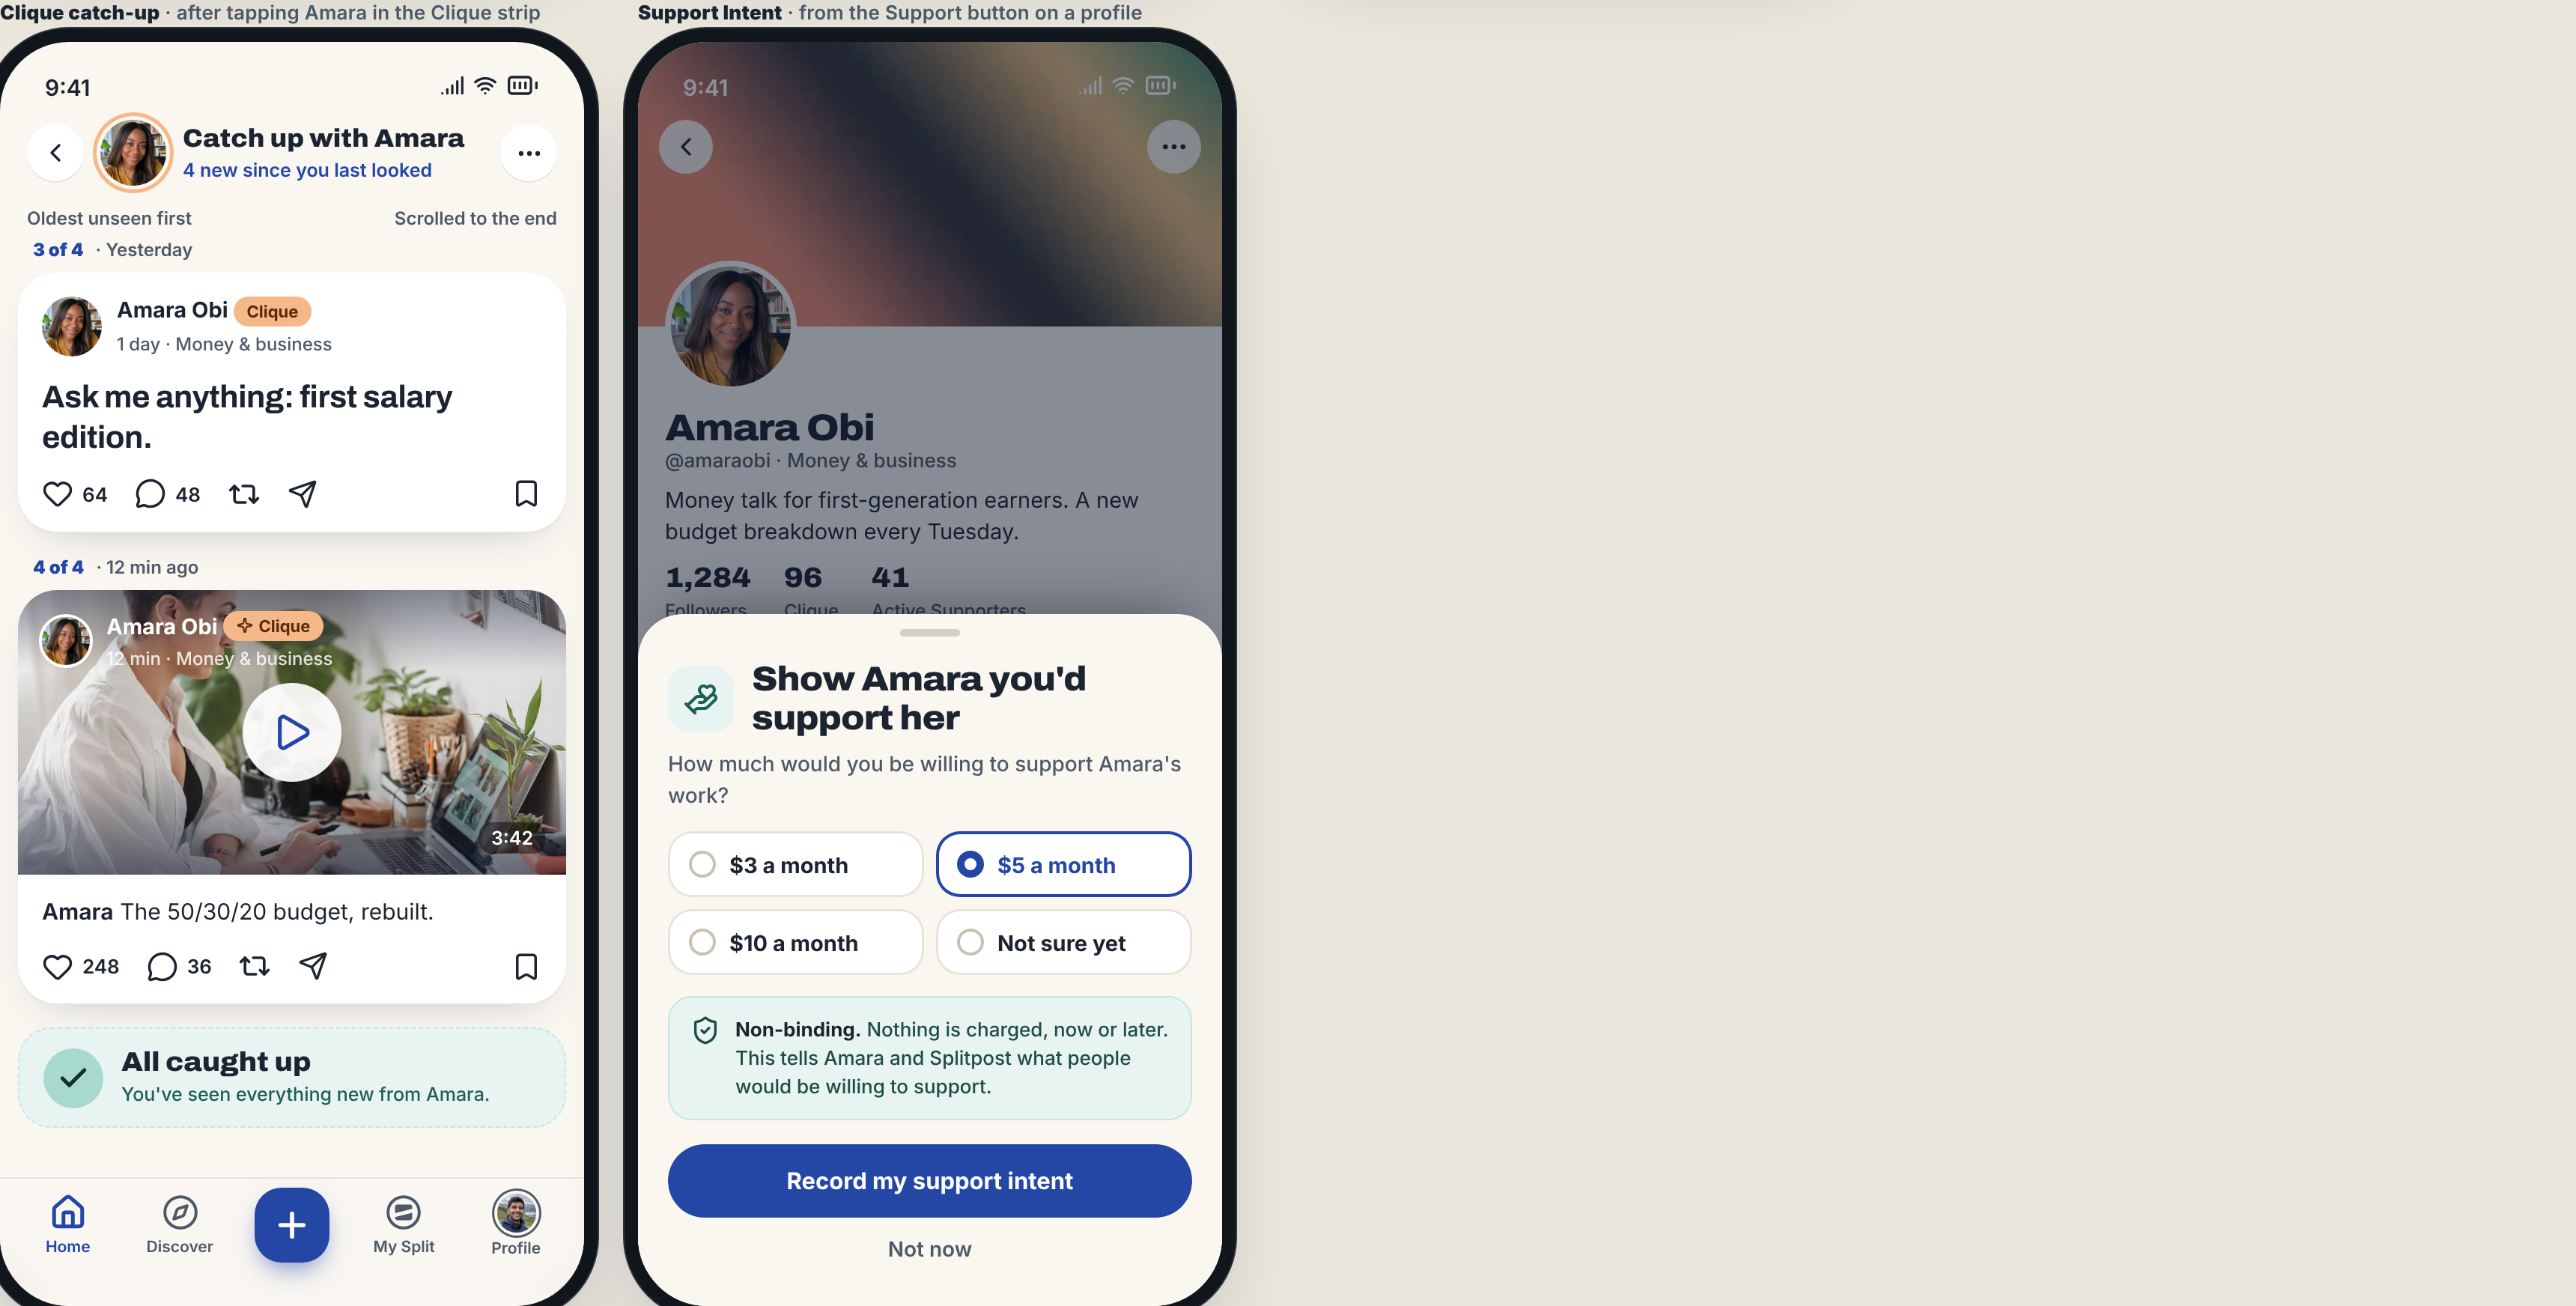 Clique catch-up · after tapping Amara in the Clique strip
9:41
Catch up with Amara
4 new since you last looked
Oldest unseen first
Scrolled to the end
3 of 4 · Yesterday
Amara Obi Clique
1 day · Money & business
Ask me anything: first salary
edition.
64 48
4 of 4 · 12 min ago
Amara Obi Clique
12 min · Money & business
3:42
Amara The 50/30/20 budget, rebuilt.
248 36
All caught up
You've seen everything new from Amara.
Home Discover My Split Profile
Support Intent · from the Support button on a profile
9:41
Amara Obi
@amaraobi · Money & business
Money talk for first-generation earners. A new
budget breakdown every Tuesday.
1,284 96 41
Followers Clique Active Supporters
Show Amara you'd
support her
How much would you be willing to support Amara's
work?
$3 a month
$5 a month
$10 a month
Not sure yet
Non-binding. Nothing is charged, now or later.
This tells Amara and Splitpost what people
would be willing to support.
Record my support intent
Not now